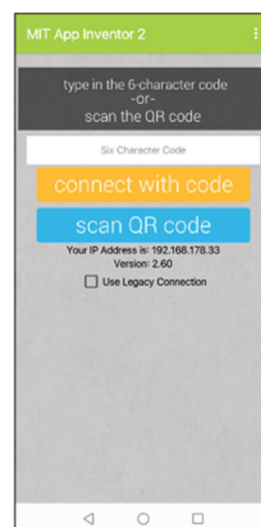 MIT App Inventor 2
type in the 6-character code
-or-
scan the QR code
Six Character Code
connect with code
scan QR code
Your IP Address is: 192.168.178.33
Version: 2.60
Use Legacy Connection